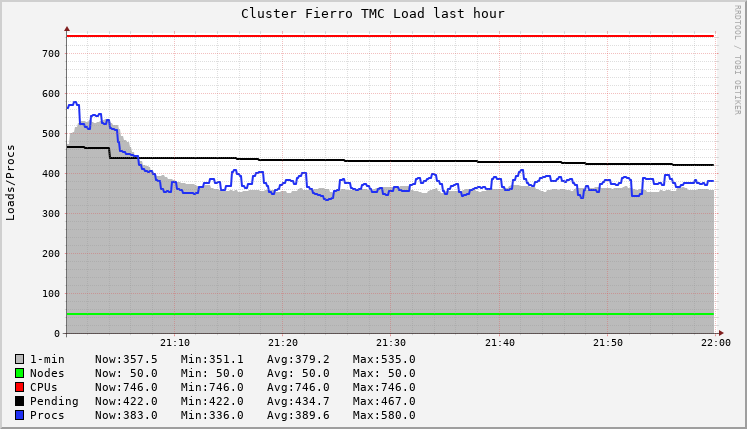 Cluster Fierro TMC Load last hour
RRDTOOL / TOBI OETIKER
Loads/Procs
700
600
500
400
300
200
100
0
21:10 21:20 21:30 21:40 21:50 22:00
1-min Now:357.5 Min:351.1 Avg:379.2 Max:535.0
Nodes Now: 50.0 Min: 50.0 Avg: 50.0 Max: 50.0
CPUs Now:746.0 Min:746.0 Avg:746.0 Max:746.0
Pending Now:422.0 Min:422.0 Avg:434.7 Max:467.0
Procs Now:383.0 Min:336.0 Avg:389.6 Max:580.0